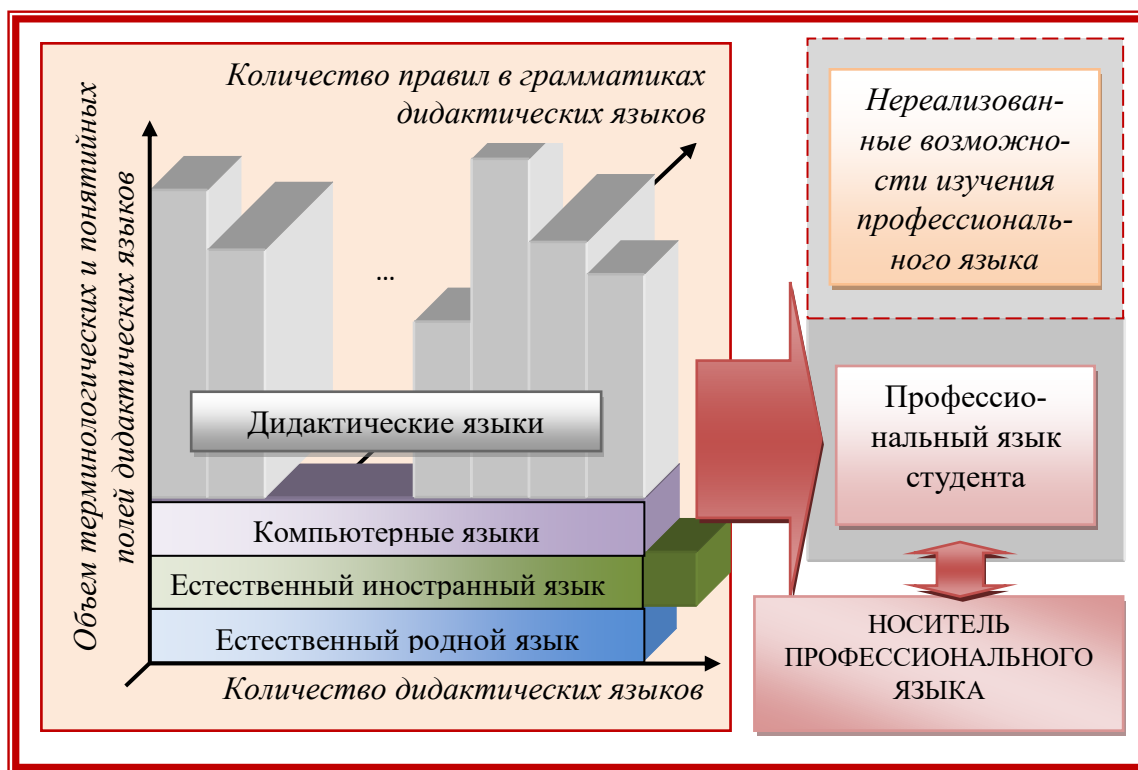 Объем терминологических и понятийных
полей дидактических языков
Количество правил в грамматиках
дидактических языков
...
Дидактические языки
Компьютерные языки
Естественный иностранный язык
Естественный родной язык
Количество дидактических языков
Нереализован-
ные возможно-
сти изучения
профессиональ-
ного языка
Професси-
нальный язык
студента
НОСИТЕЛЬ
ПРОФЕССИОНАЛЬНОГО
ЯЗЫКА